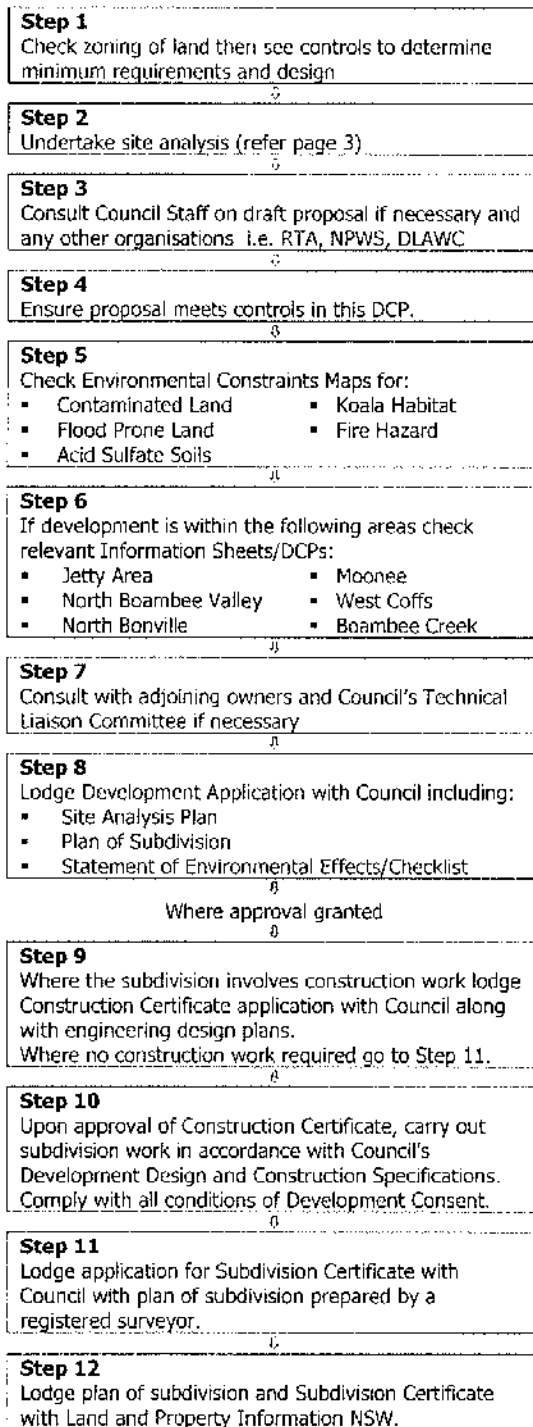 Step 1
Check zoning of land then see controls to determine
minimum requirements and design
Step 2
Undertake site analysis (refer page 3)
Step 3
Consult Council Staff on draft proposal if necessary and
any other organisations i.e. RTA, NPWS, DLAWC
Step 4
Ensure proposal meets controls in this DCP.
Step 5
Check Environmental Constraints Maps for:
▪ Contaminated Land ▪ Koala Habitat
▪ Flood Prone Land ▪ Fire Hazard
▪ Acid Sulfate Soils
Step 6
If development is within the following areas check
relevant Information Sheets/DCPs:
▪ Jetty Area ▪ Moonee
▪ North Boambee Valley ▪ West Coffs
▪ North Bonville ▪ Boambee Creek
Step 7
Consult with adjoining owners and Council's Technical
Liaison Committee if necessary
Step 8
Lodge Development Application with Council including:
▪ Site Analysis Plan
▪ Plan of Subdivision
▪ Statement of Environmental Effects/Checklist
Where approval granted
Step 9
Where the subdivision involves construction work lodge
Construction Certificate application with Council along
with engineering design plans.
Where no construction work required go to Step 11.
Step 10
Upon approval of Construction Certificate, carry out
subdivision work in accordance with Council's
Development Design and Construction Specifications.
Comply with all conditions of Development Consent.
Step 11
Lodge application for Subdivision Certificate with
Council with plan of subdivision prepared by a
registered surveyor.
Step 12
Lodge plan of subdivision and Subdivision Certificate
with Land and Property Information NSW.